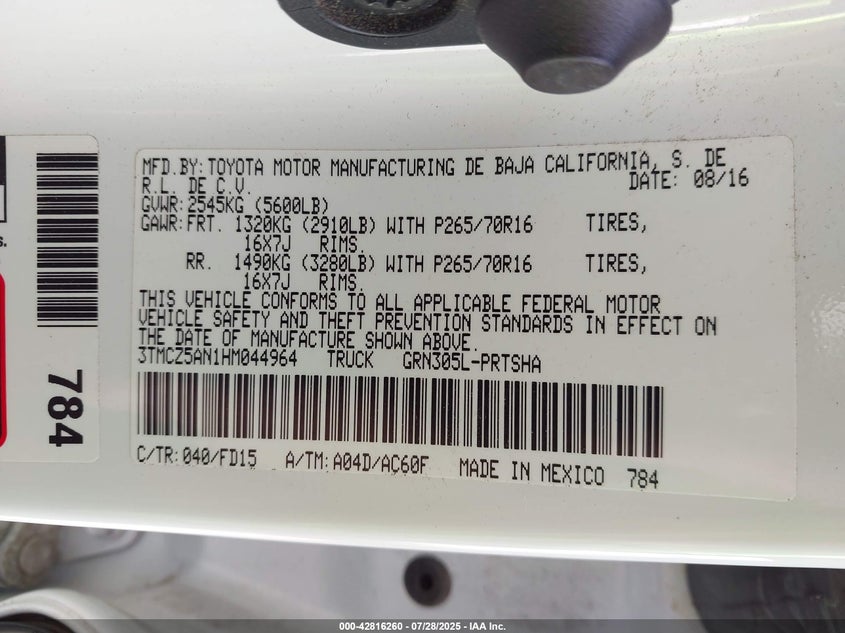 MFD.BY:TOYOTA MOTOR MANUFACTURING DE BAJA CALIFORNIA, S. DE
R.L. DE C.V.
DATE: 08/16
GVWR:2545KG (5600LB)
GAWR:FRT. 1320KG (2910LB) WITH P265/70R16 TIRES,
16X7J RIMS.
RR. 1490KG (3280LB) WITH P265/70R16 TIRES,
16X7J RIMS.
THIS VEHICLE CONFORMS TO ALL APPLICABLE FEDERAL MOTOR
VEHICLE SAFETY AND THEFT PREVENTION STANDARDS IN EFFECT ON
THE DATE OF MANUFACTURE SHOWN ABOVE.
3TMCZ5AN1HM044964 TRUCK GRN305L-PRTSHA
C/TR:040/FD15 A/TM:A04D/AC60F MADE IN MEXICO 784
784
s.
000-42816260 - 07/28/2025 - IAA Inc.